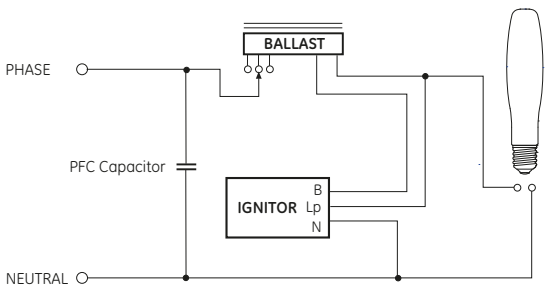 BALLAST
PHASE
PFC Capacitor
B
IGNITOR Lp
N
NEUTRAL